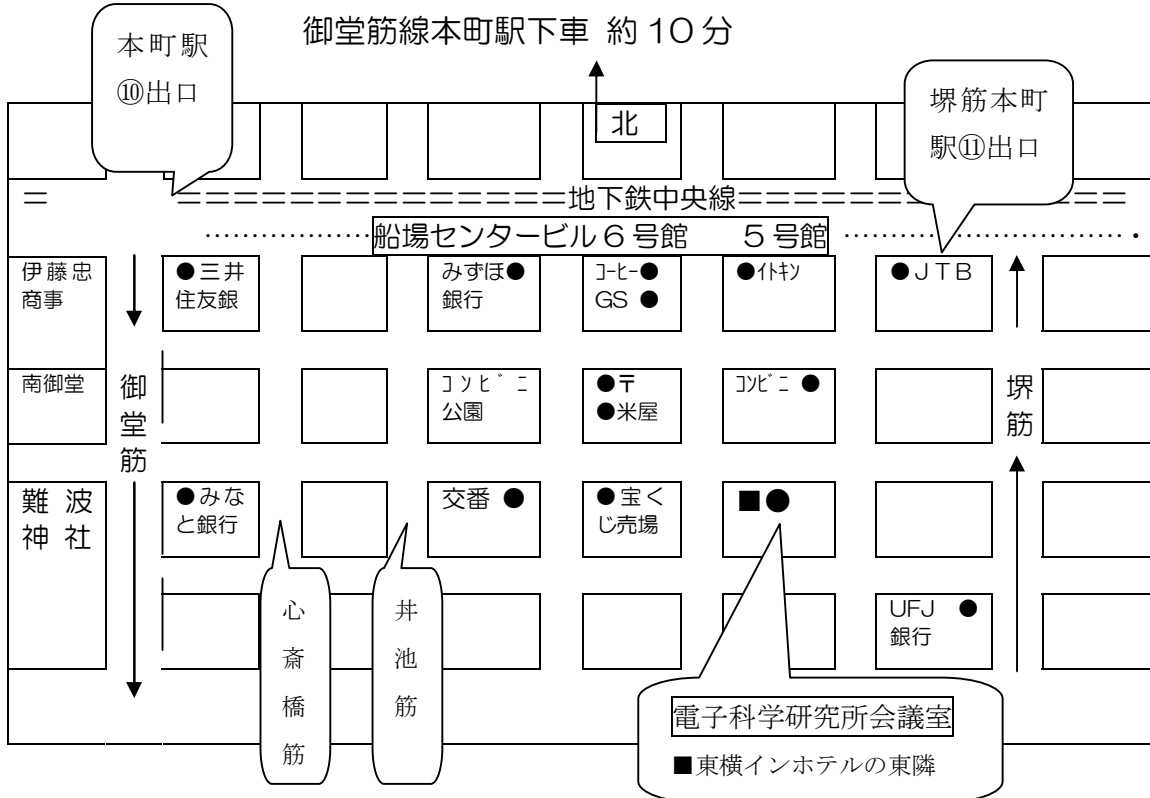 御堂筋線本町駅下車 約10分
本町駅
⑩出口
北
堺筋本町
駅⑪出口
=
==============地下鉄中央線==============
………………船場センタービル6号館 5号館…………………………・
伊藤忠
商事
●三井
住友銀
みずほ●
銀行
コーヒー●
GS ●
●イトキン
●JTB
南御堂
御堂筋
コンビニ
公園
●〒
●米屋
コンビニ ●
堺筋
難波
神社
●みな
と銀行
交番 ●
●宝く
じ売場
■●
心斎橋筋
丼池筋
UFJ ●
銀行
電子科学研究所会議室
■東横インホテルの東隣